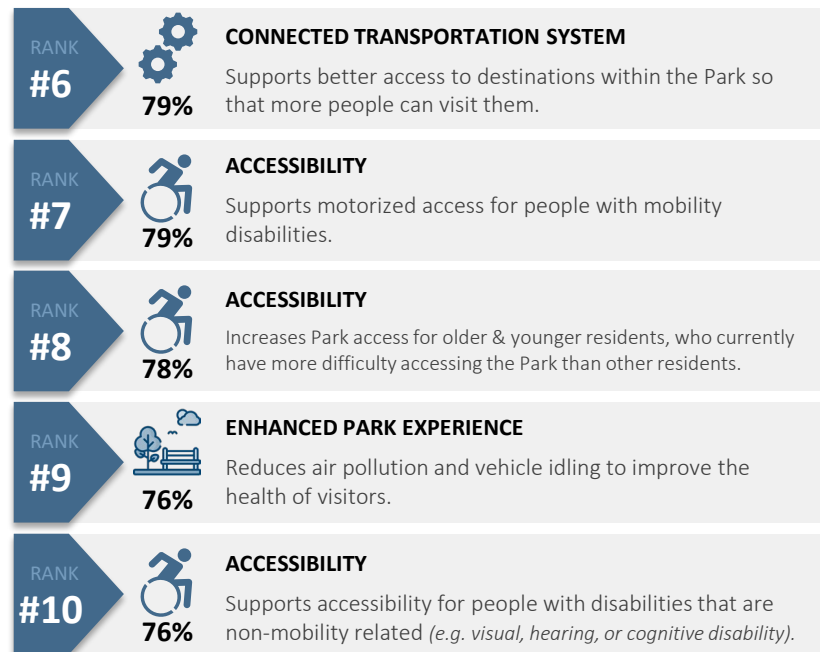 RANK
#6
79%
CONNECTED TRANSPORTATION SYSTEM
Supports better access to destinations within the Park so
that more people can visit them.
RANK
#7
79%
ACCESSIBILITY
Supports motorized access for people with mobility
disabilities.
RANK
#8
78%
ACCESSIBILITY
Increases Park access for older & younger residents, who currently
have more difficulty accessing the Park than other residents.
RANK
#9
76%
ENHANCED PARK EXPERIENCE
Reduces air pollution and vehicle idling to improve the
health of visitors.
RANK
#10
76%
ACCESSIBILITY
Supports accessibility for people with disabilities that are
non-mobility related (e.g. visual, hearing, or cognitive disability).